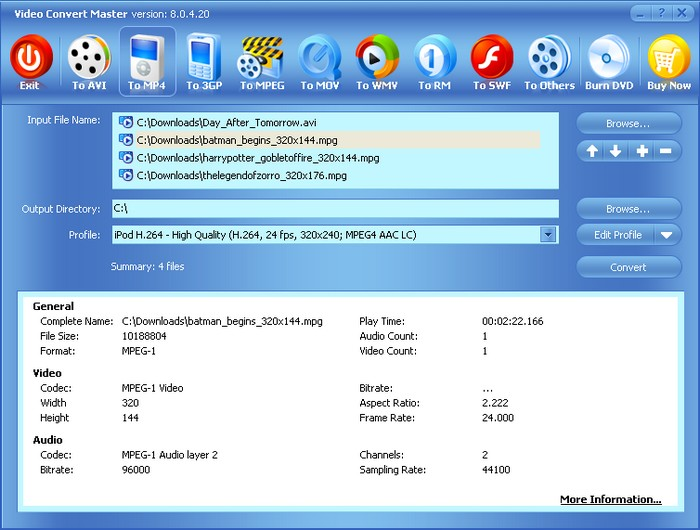 Video Convert Master version: 8.0.4.20
Exit To AVI To MP4 To 3GP To MPEG To MOV To WMV To RM To SWF To Others Burn DVD Buy Now
Input File Name: C:\Downloads\Day_After_Tomorrow.avi Browse...
C:\Downloads\batman_begins_320x144.mpg
C:\Downloads\harrypotter_gobletoffire_320x144.mpg
C:\Downloads\thelegendofzorro_320x176.mpg
Output Directory: C:\ Browse...
Profile: iPod H.264 - High Quality (H.264, 24 fps, 320x240; MPEG4 AAC LC) Edit Profile
Summary: 4 files Convert
General
Complete Name: C:\Downloads\batman_begins_320x144.mpg Play Time: 00:02:22.166
File Size: 10188804 Audio Count: 1
Format: MPEG-1 Video Count: 1
Video
Codec: MPEG-1 Video Bitrate: ...
Width 320 Aspect Ratio: 2.222
Height 144 Frame Rate: 24.000
Audio
Codec: MPEG-1 Audio layer 2 Channels: 2
Bitrate: 96000 Sampling Rate: 44100
More Information...